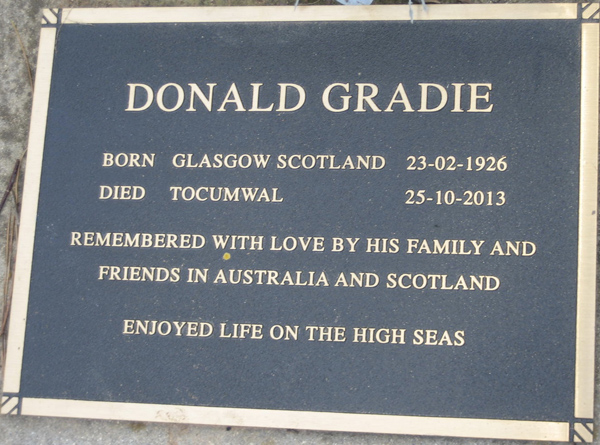 DONALD GRADIE
BORN GLASGOW SCOTLAND 23-02-1926
DIED TOCUMWAL 25-10-2013
REMEMBERED WITH LOVE BY HIS FAMILY AND
FRIENDS IN AUSTRALIA AND SCOTLAND
ENJOYED LIFE ON THE HIGH SEAS